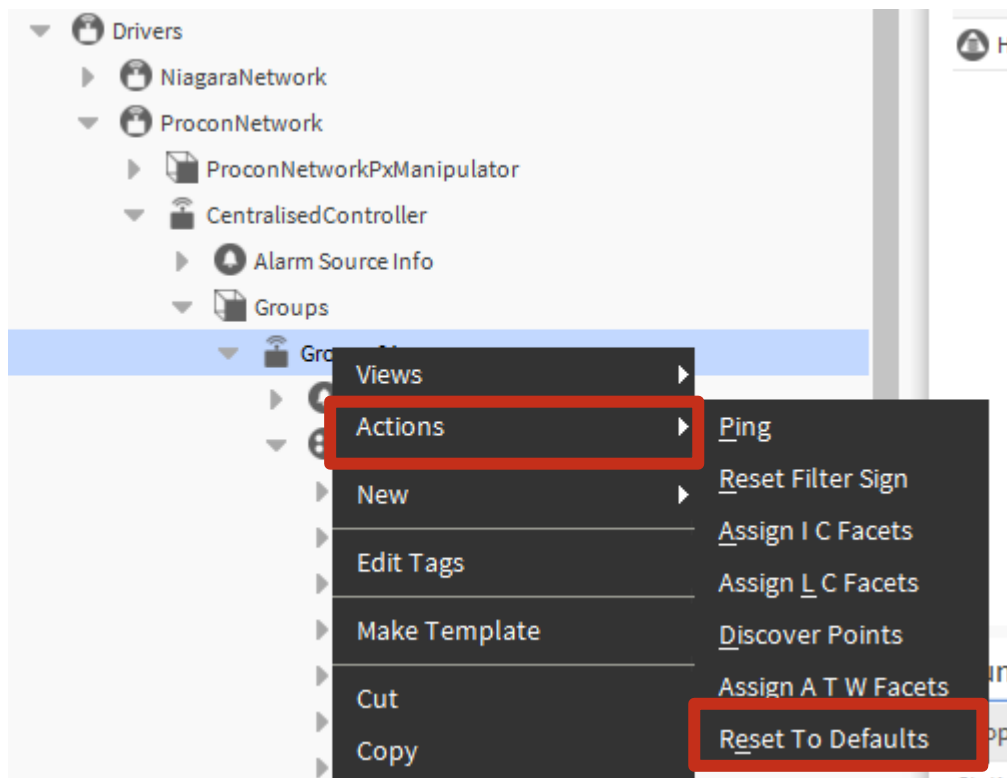 Drivers
NiagaraNetwork
ProconNetwork
ProconNetworkPxManipulator
CentralisedController
Alarm Source Info
Groups
Views
Actions
New
Edit Tags
Make Template
Cut
Copy
Ping
Reset Filter Sign
Assign I C Facets
Assign L C Facets
Discover Points
Assign A T W Facets
Reset To Defaults